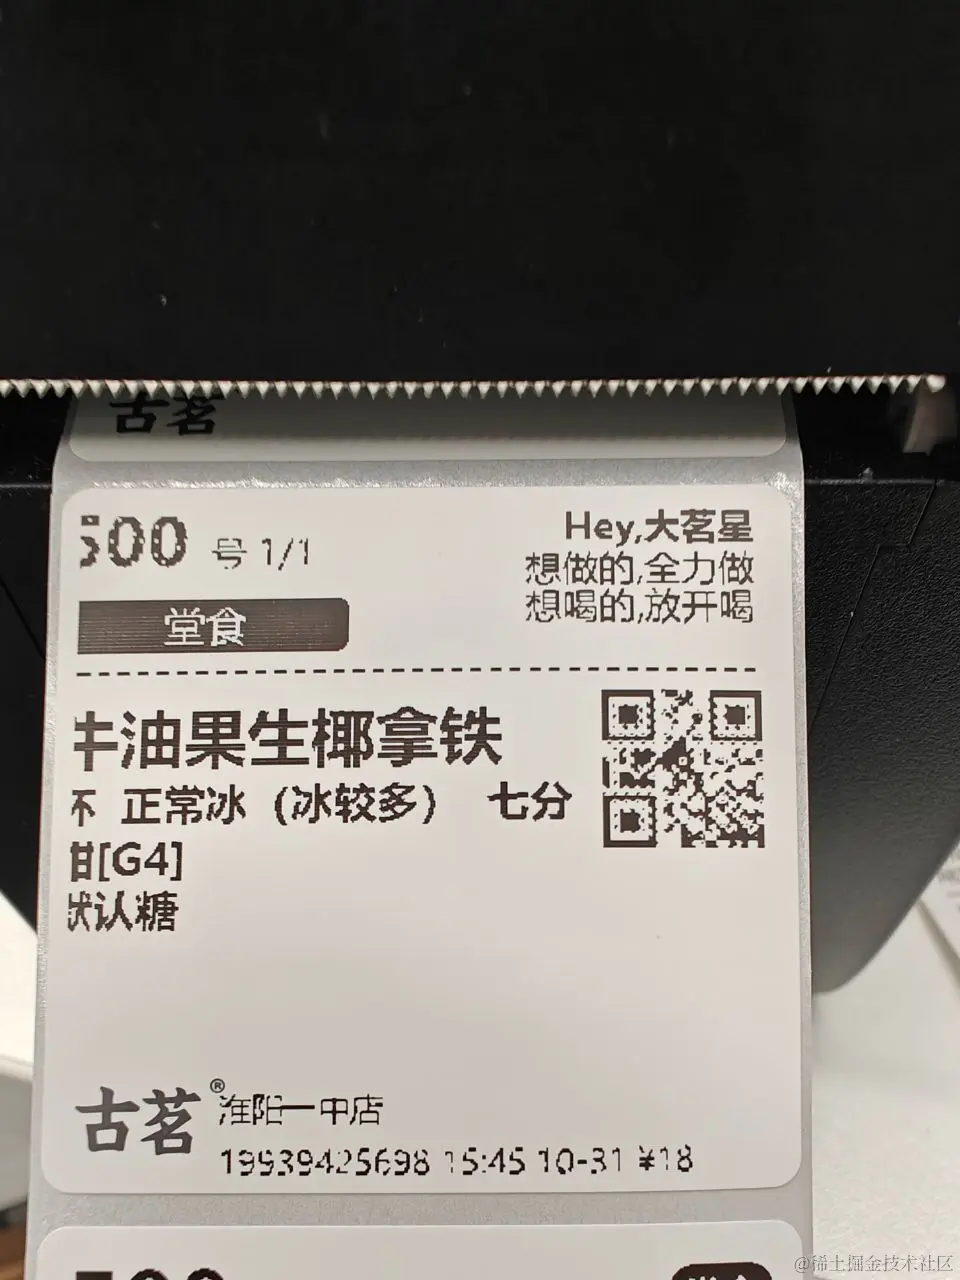 古茗
500 号 1/1
Hey,大茗星
想做的,全力做
想喝的,放开喝
堂食
牛油果生椰拿铁
不 正常冰（冰较多） 七分
甘[G4]
状认糖
古茗®
淮阳一中店
19939425698 15:45 10-31 ¥18
@稀土掘金技术社区